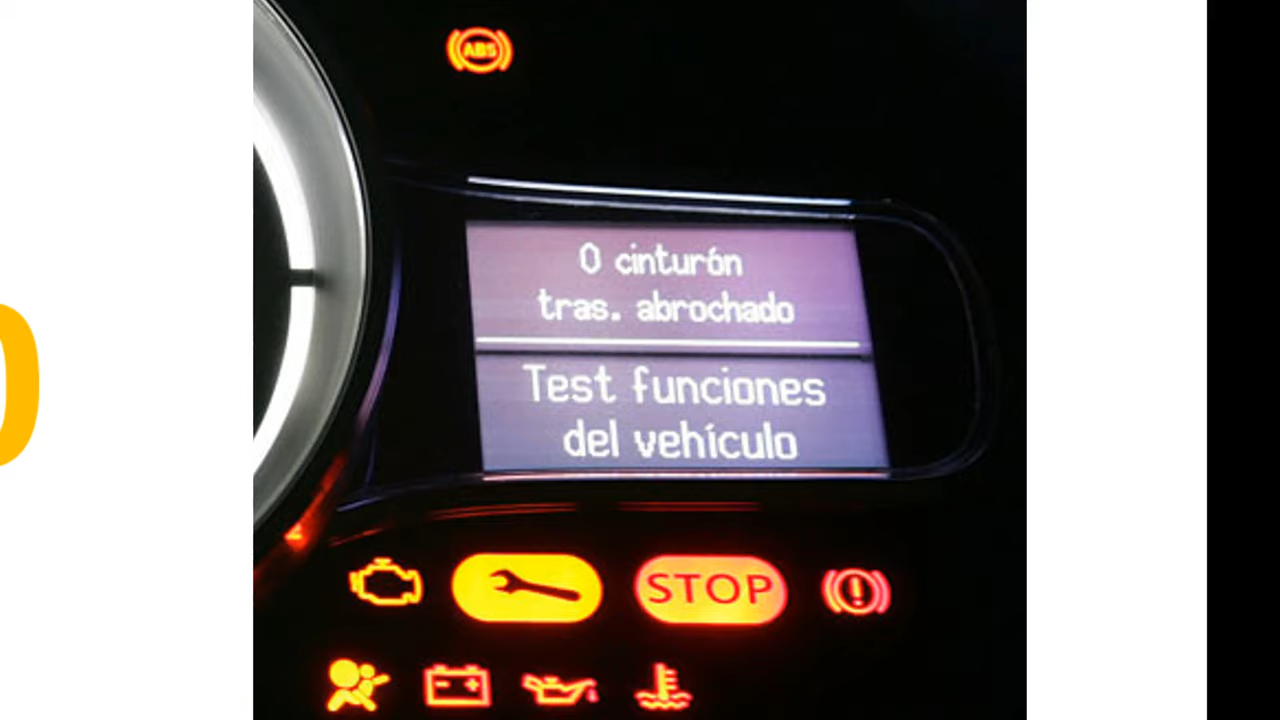 ABS
0 cinturón
tras. abrochado
Test funciones
del vehículo
STOP